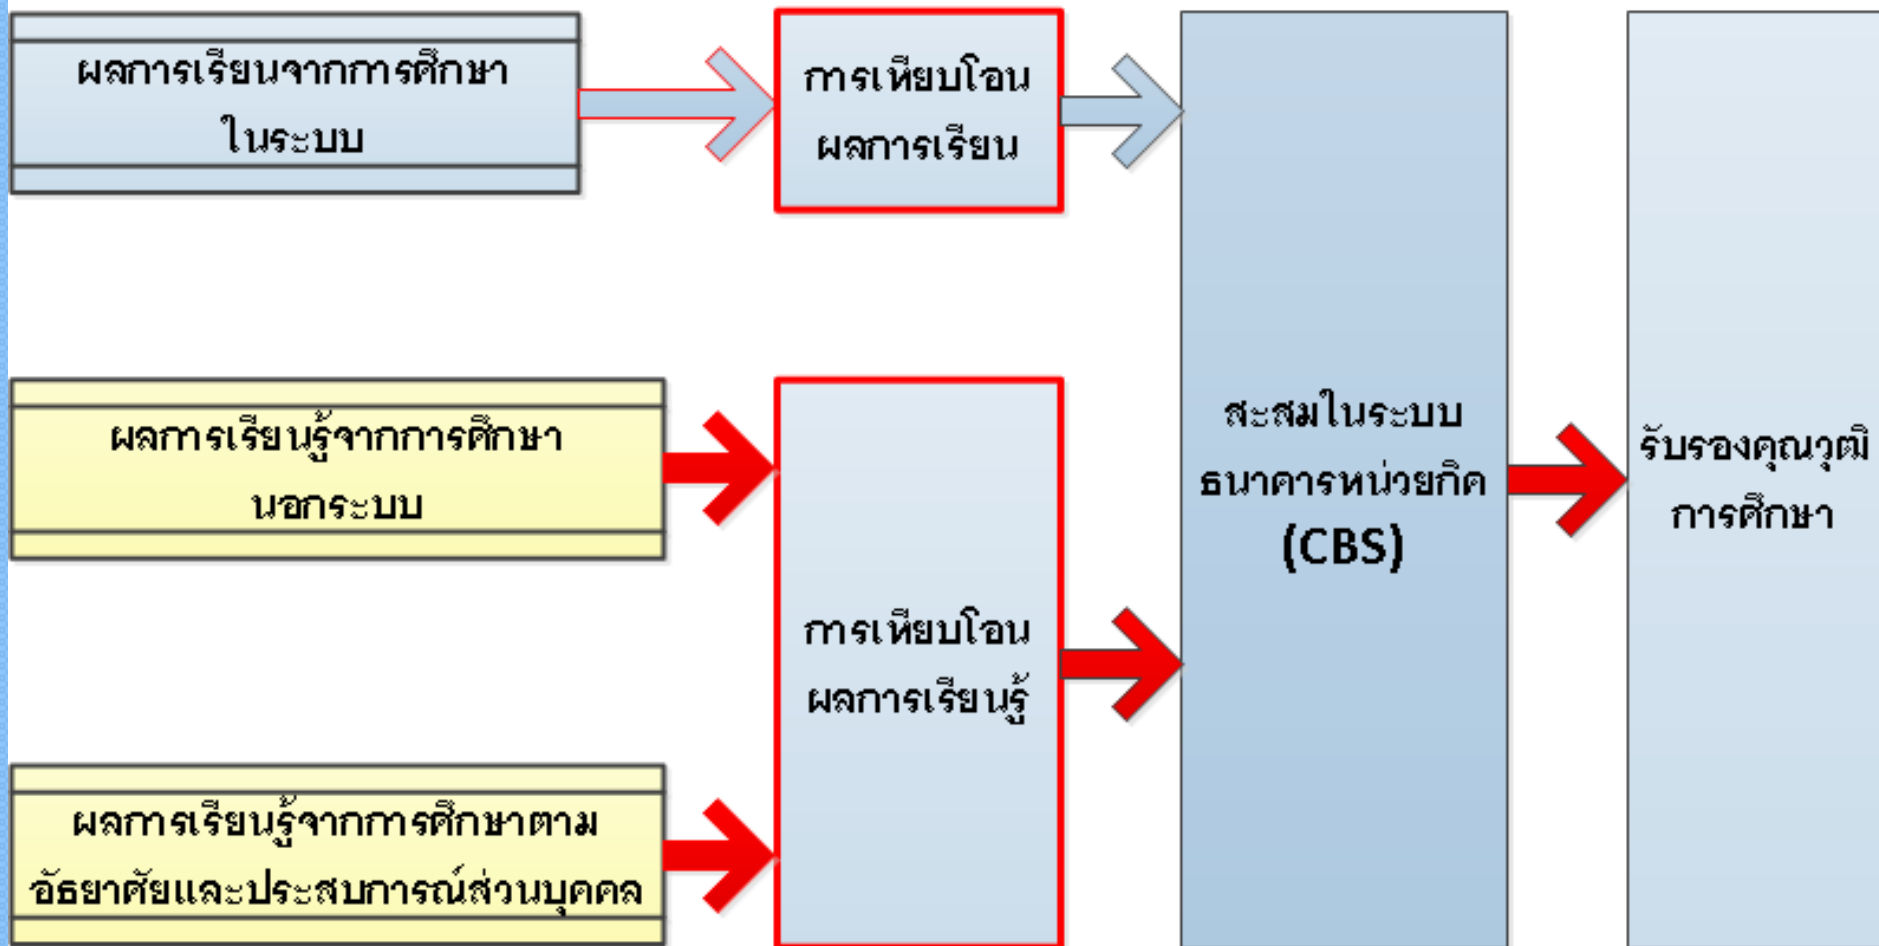 ผลการเรียนจากการศึกษา
ในระบบ
การเทียบโอน
ผลการเรียน
ผลการเรียนรู้จากการศึกษา
นอกระบบ
ผลการเรียนรู้จากการศึกษาตาม
อัธยาศัยและประสบการณ์ส่วนบุคคล
การเทียบโอน
ผลการเรียนรู้
สะสมในระบบ
ธนาคารหน่วยกิต
(CBS)
รับรองคุณวุฒิ
การศึกษา